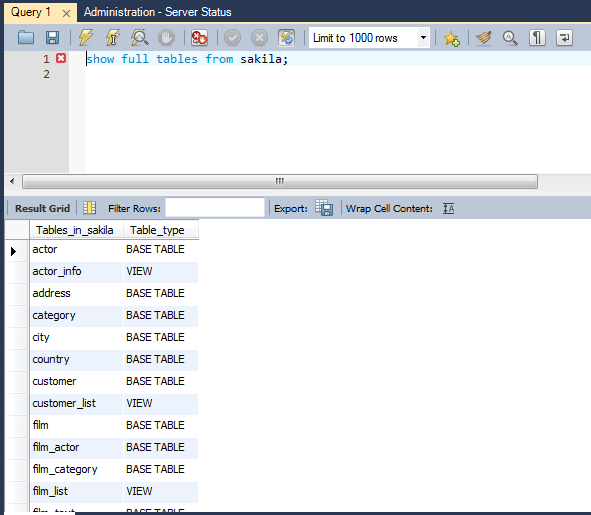 Query 1 Administration - Server Status
Limit to 1000 rows
1 show full tables from sakila;
2
Result Grid Filter Rows: Export: Wrap Cell Content:
Tables_in_sakila Table_type
actor BASE TABLE
actor_info VIEW
address BASE TABLE
category BASE TABLE
city BASE TABLE
country BASE TABLE
customer BASE TABLE
customer_list VIEW
film BASE TABLE
film_actor BASE TABLE
film_category BASE TABLE
film_list VIEW
film_text BASE TABLE